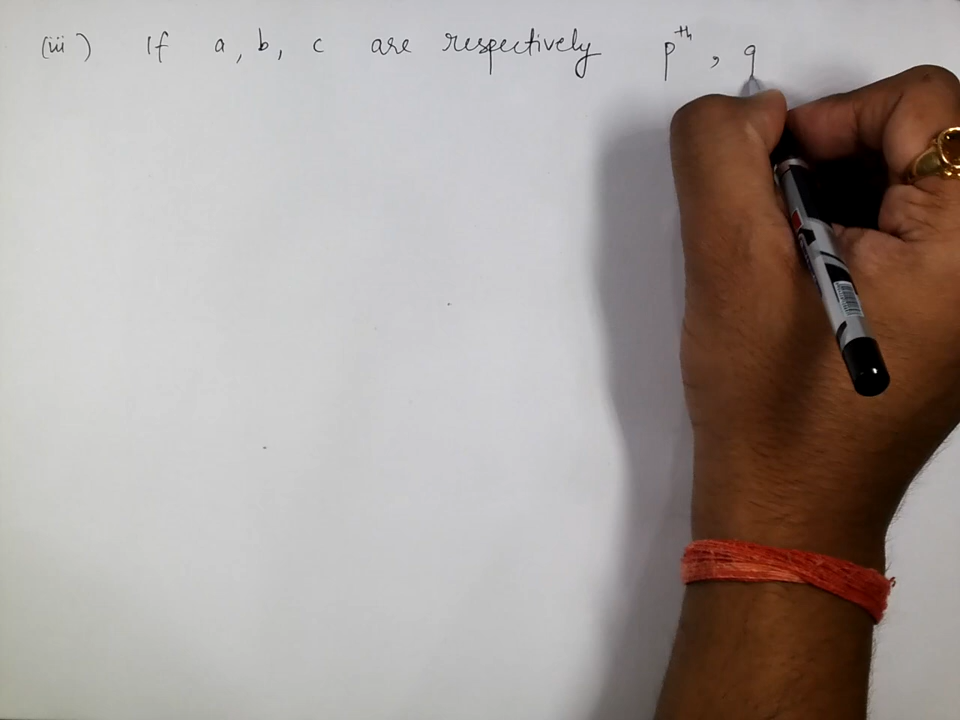 (iii) If a, b, c are respectively pᵗʰ, q